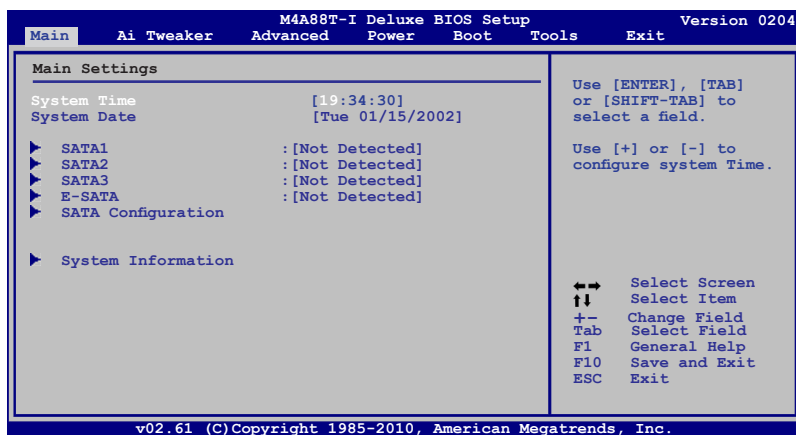 M4A88T-I Deluxe BIOS Setup Version 0204
Main Ai Tweaker Advanced Power Boot Tools Exit
Main Settings
System Time [19:34:30]
System Date [Tue 01/15/2002]
SATA1 :[Not Detected]
SATA2 :[Not Detected]
SATA3 :[Not Detected]
E-SATA :[Not Detected]
SATA Configuration
System Information
Use [ENTER], [TAB]
or [SHIFT-TAB] to
select a field.
Use [+] or [-] to
configure system Time.
←→ Select Screen
↑↓ Select Item
+- Change Field
Tab Select Field
F1 General Help
F10 Save and Exit
ESC Exit
v02.61 (C)Copyright 1985-2010, American Megatrends, Inc.